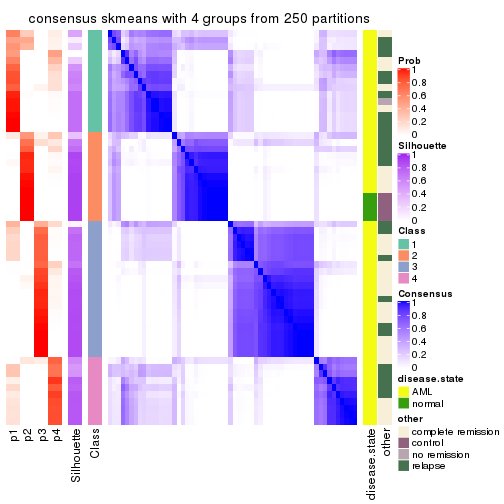 consensus skmeans with 4 groups from 250 partitions
Prob
1
0.8
0.6
0.4
0.2
0
Silhouette
1
0.8
0.6
0.4
0.2
0
Class
1
2
3
4
Consensus
1
0.8
0.6
0.4
0.2
0
disease.state
AML
normal
other
complete remission
control
no remission
relapse
p1
p2
p3
p4
Silhouette
Class
disease.state
other